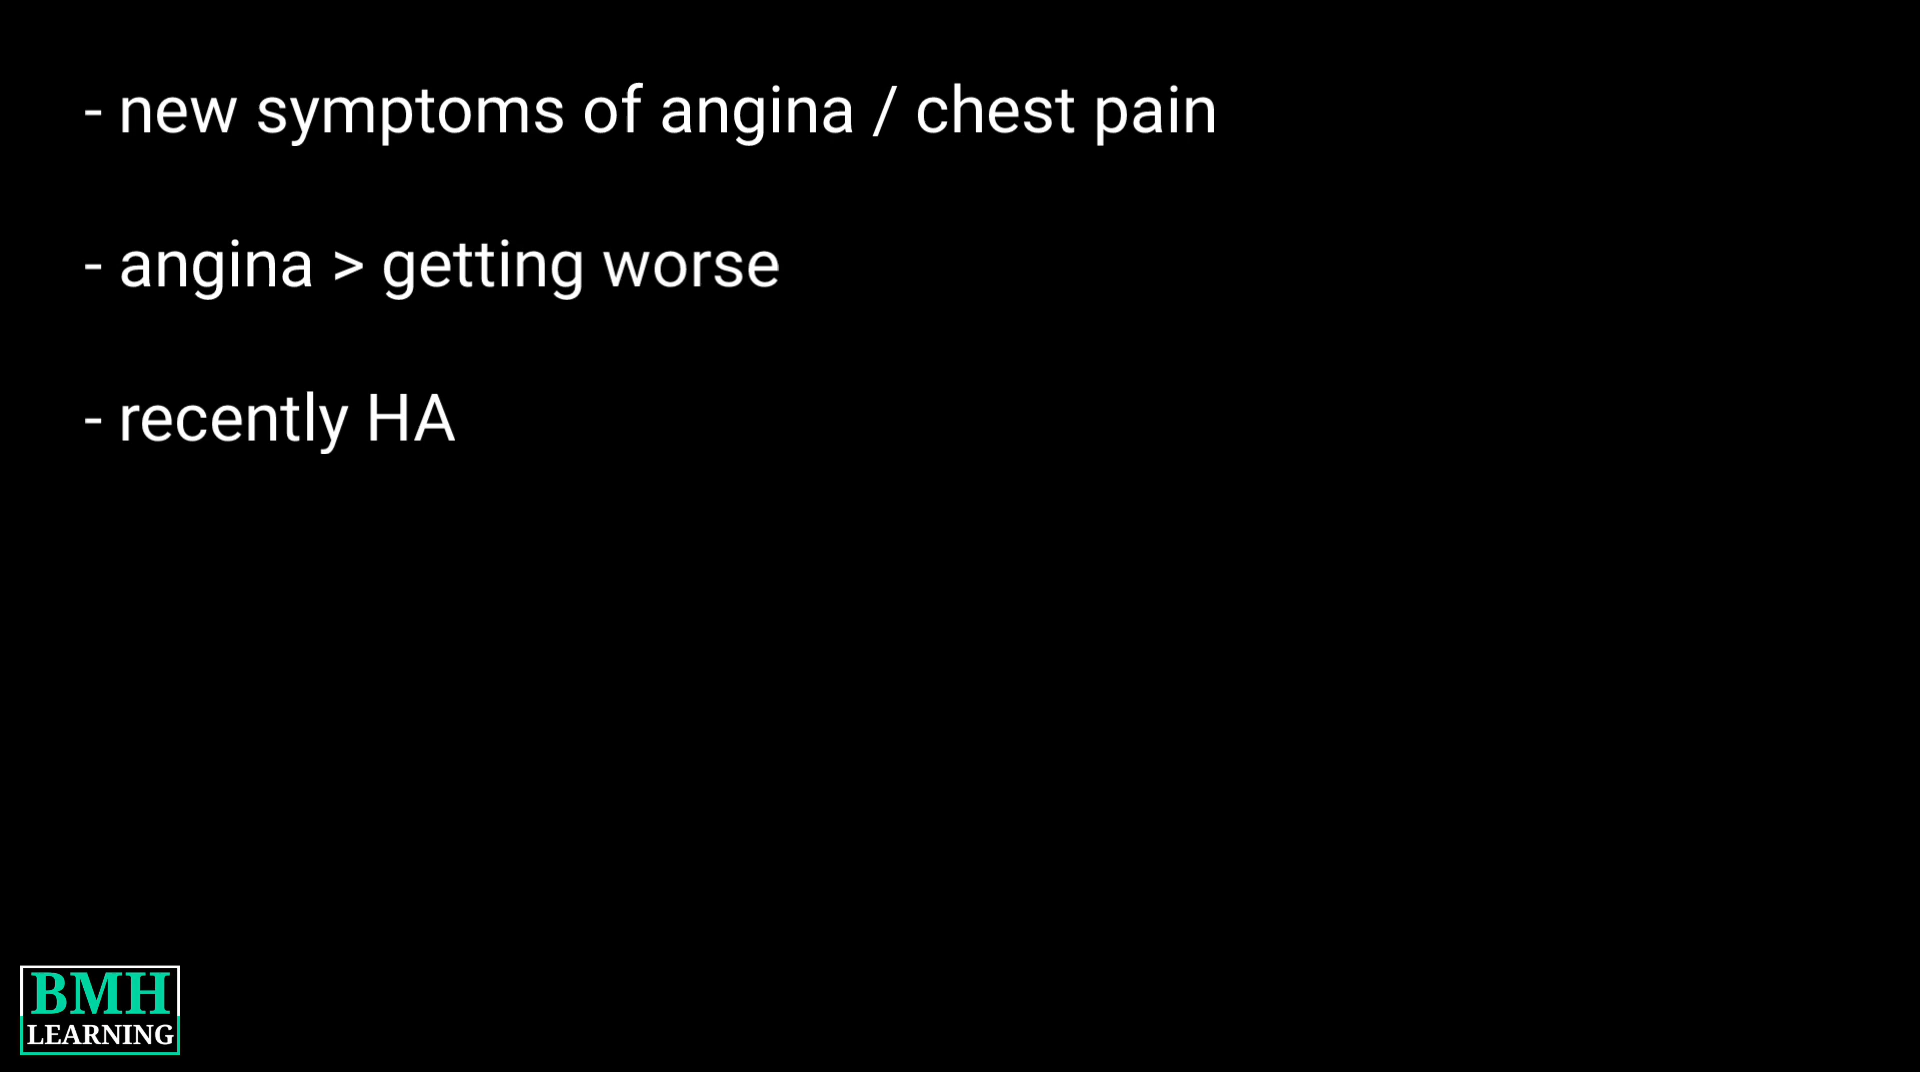 - new symptoms of angina / chest pain
- angina > getting worse
- recently HA
BMH
LEARNING